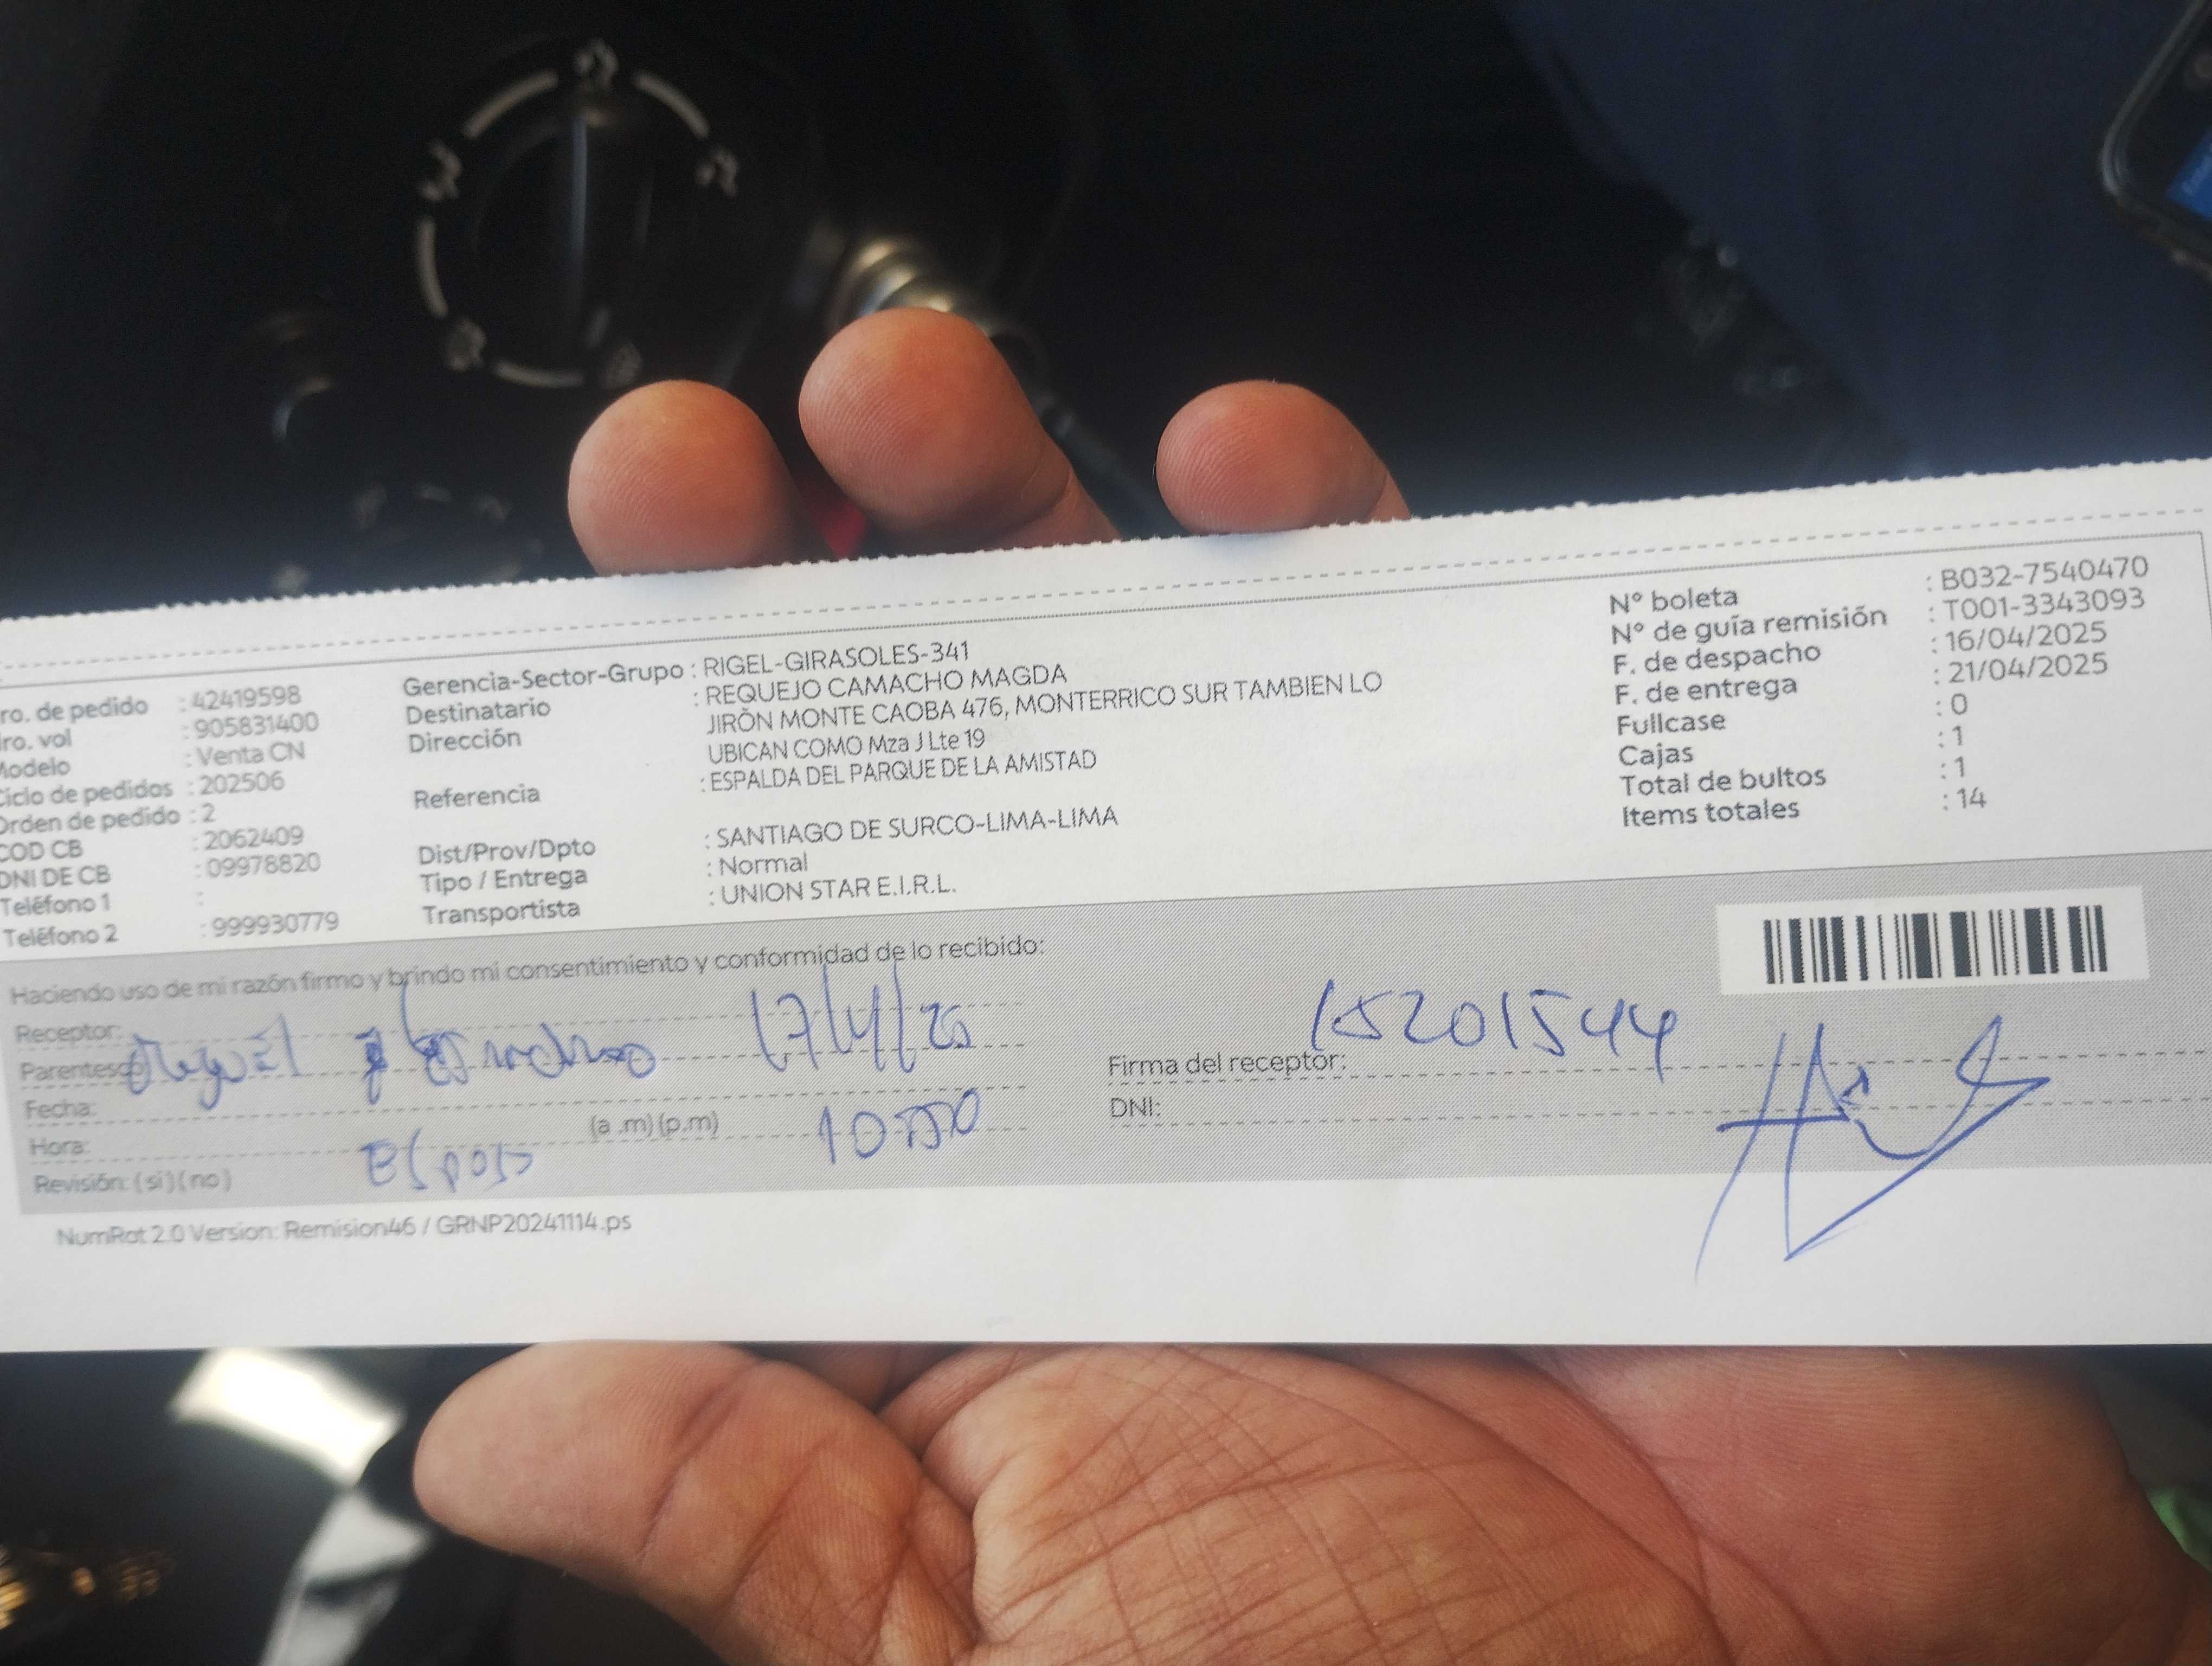 ro. de pedido : 42419598
ro. vol : 905831400
Modelo : Venta CN
Ciclo de pedidos : 202506
Orden de pedido : 2
COD CB : 2062409
DNI DE CB : 09978820
Teléfono 1 :
Teléfono 2 : 999930779
Gerencia-Sector-Grupo : RIGEL-GIRASOLES-341
Destinatario : REQUEJO CAMACHO MAGDA
Dirección JIRÓN MONTE CAOBA 476, MONTERRICO SUR TAMBIEN LO
UBICAN COMO Mza J Lte 19
Referencia : ESPALDA DEL PARQUE DE LA AMISTAD
Dist/Prov/Dpto : SANTIAGO DE SURCO-LIMA-LIMA
Tipo / Entrega : Normal
Transportista : UNION STAR E.I.R.L.
N° boleta : B032-7540470
N° de guía remisión : T001-3343093
F. de despacho : 16/04/2025
F. de entrega : 21/04/2025
Fullcase : 0
Cajas : 1
Total de bultos : 1
Items totales : 14
Haciendo uso de mi razón firmo y brindo mi consentimiento y conformidad de lo recibido:
Receptor:
Parentesco:
17/4/25
Fecha:
Hora: (a .m) (p.m)
Revisión: (si) (no)
15201544
Firma del receptor:
DNI:
NumRot 2.0 Version: Remision46 / GRNP20241114.ps